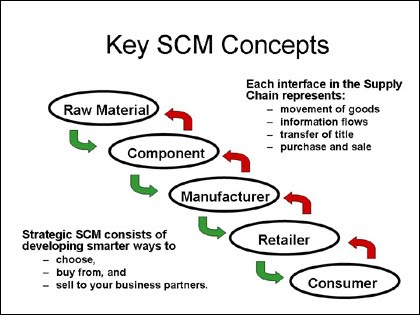 Key SCM Concepts
Each interface in the Supply
Chain represents:
– movement of goods
– information flows
– transfer of title
– purchase and sale
Raw Material
Component
Manufacturer
Retailer
Consumer
Strategic SCM consists of
developing smarter ways to
– choose,
– buy from, and
– sell to your business partners.